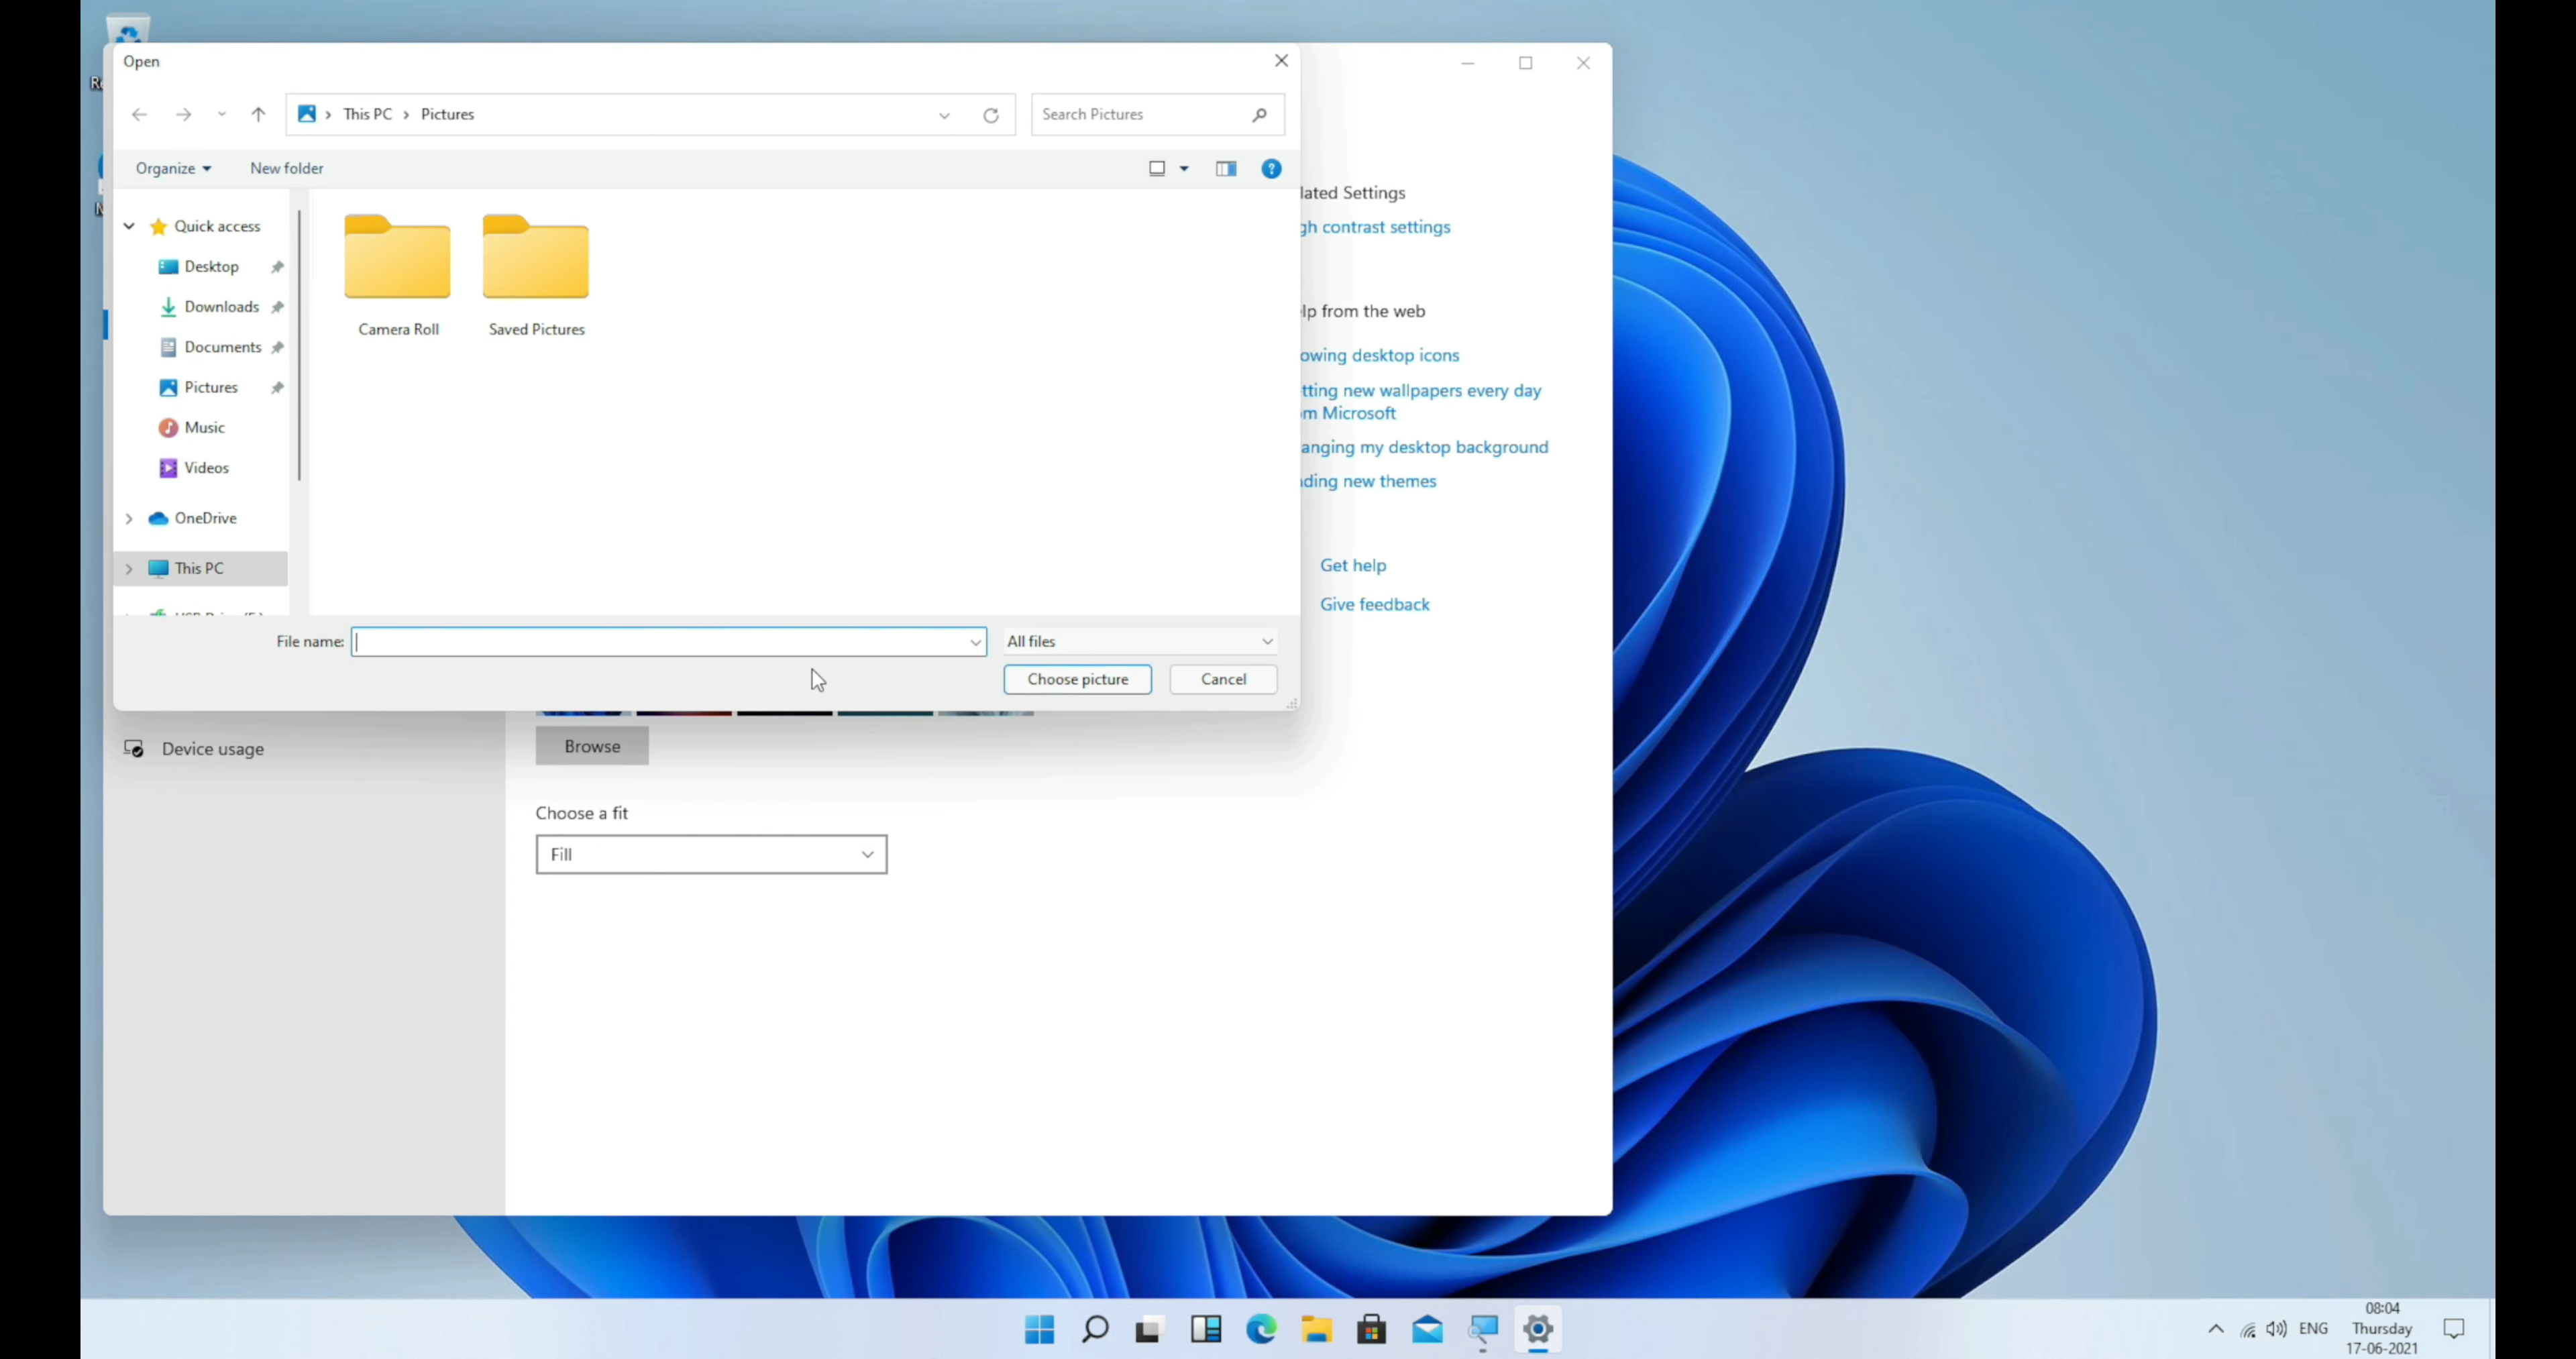 Open
This PC › Pictures
Search Pictures
Organize
New folder
Quick access
Desktop
Downloads
Documents
Pictures
Music
Videos
OneDrive
This PC
Camera Roll
Saved Pictures
File name:
All files
Choose picture
Cancel
lated Settings
gh contrast settings
lp from the web
owing desktop icons
tting new wallpapers every day
om Microsoft
anging my desktop background
ding new themes
Get help
Give feedback
Device usage
Browse
Choose a fit
Fill
ENG
08:04
Thursday
17-06-2021